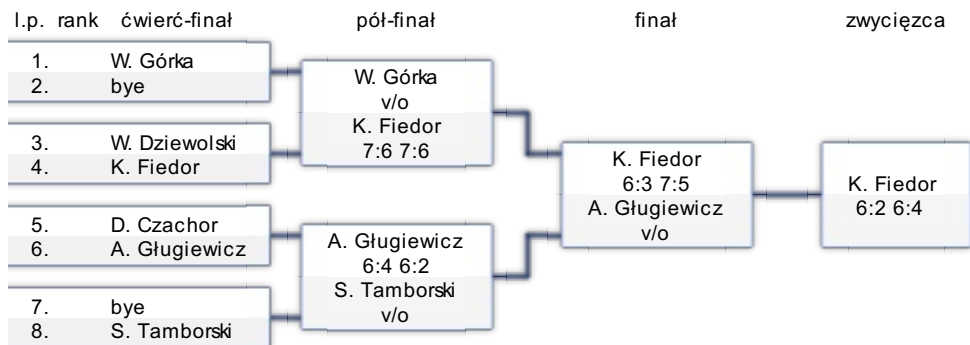 l.p. rank ćwierć-finał pół-finał finał zwycięzca
1. W. Górka
2. bye
3. W. Dziewolski
4. K. Fiedor
5. D. Czachor
6. A. Gługiewicz
7. bye
8. S. Tamborski
W. Górka
v/o
K. Fiedor
7:6 7:6
A. Gługiewicz
6:4 6:2
S. Tamborski
v/o
K. Fiedor
6:3 7:5
A. Gługiewicz
v/o
K. Fiedor
6:2 6:4